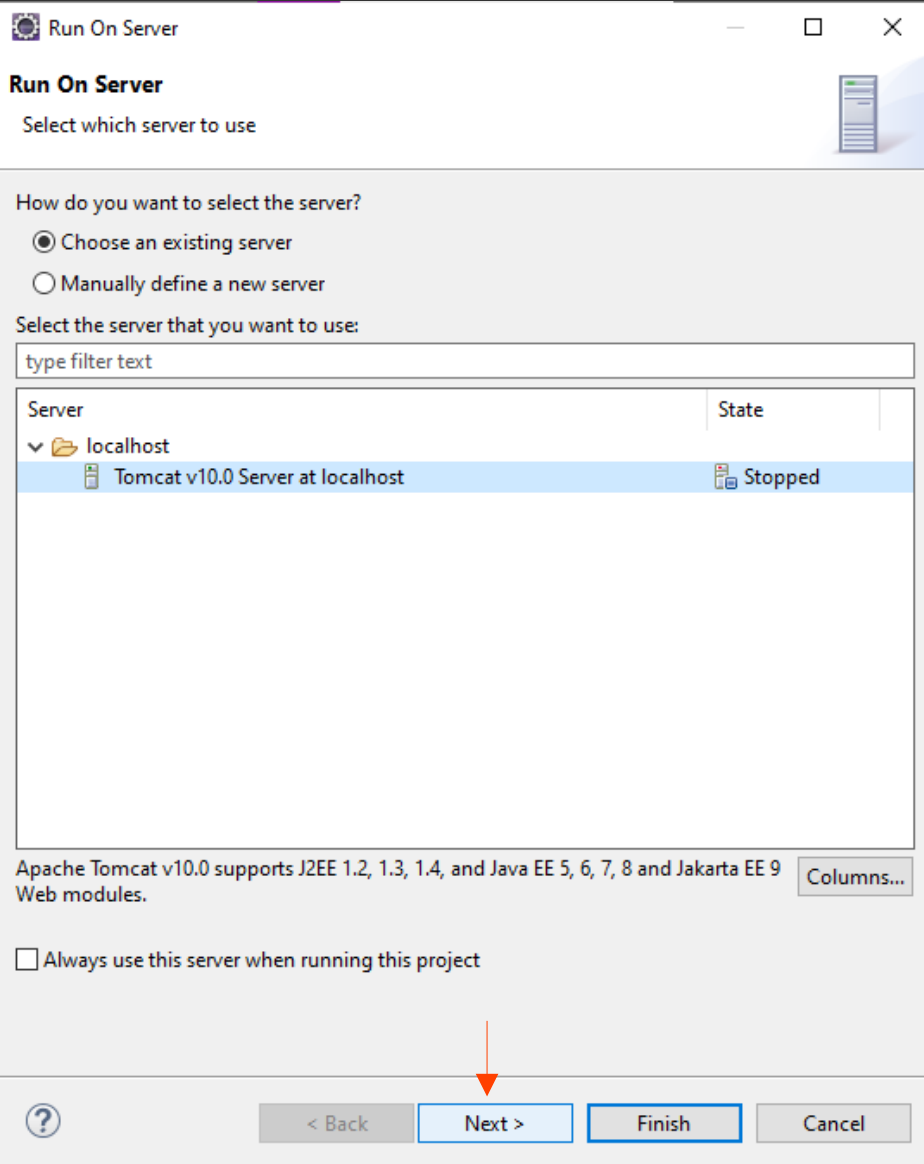 Run On Server
Run On Server
Select which server to use
How do you want to select the server?
Choose an existing server
Manually define a new server
Select the server that you want to use:
type filter text
Server State
localhost
Tomcat v10.0 Server at localhost Stopped
Apache Tomcat v10.0 supports J2EE 1.2, 1.3, 1.4, and Java EE 5, 6, 7, 8 and Jakarta EE 9
Web modules.
Columns...
Always use this server when running this project
? < Back Next > Finish Cancel